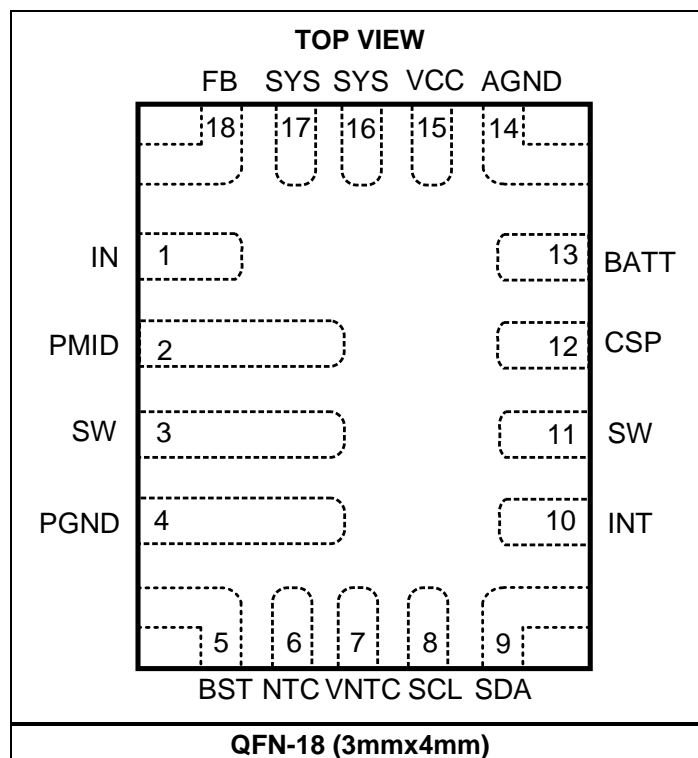 TOP VIEW
FB SYS SYS VCC AGND
18 17 16 15 14
IN 1 13 BATT
PMID 2 12 CSP
SW 3 11 SW
PGND 4 10 INT
5 6 7 8 9
BST NTC VNTC SCL SDA
QFN-18 (3mmx4mm)